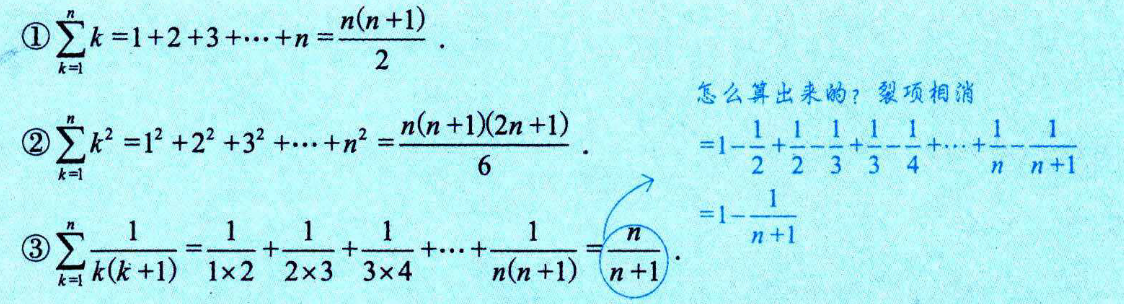 ① $\sum_{k=1}^{n} k = 1+2+3+\cdots+n = \frac{n(n+1)}{2}$ .
② $\sum_{k=1}^{n} k^2 = 1^2+2^2+3^2+\cdots+n^2 = \frac{n(n+1)(2n+1)}{6}$ .
③ $\sum_{k=1}^{n} \frac{1}{k(k+1)} = \frac{1}{1×2}+\frac{1}{2×3}+\frac{1}{3×4}+\cdots+\frac{1}{n(n+1)} = \frac{n}{n+1}$ .
怎么算出来的？裂项相消
$=1-\frac{1}{2}+\frac{1}{2}-\frac{1}{3}+\frac{1}{3}-\frac{1}{4}+\cdots+\frac{1}{n}-\frac{1}{n+1}$
$=1-\frac{1}{n+1}$